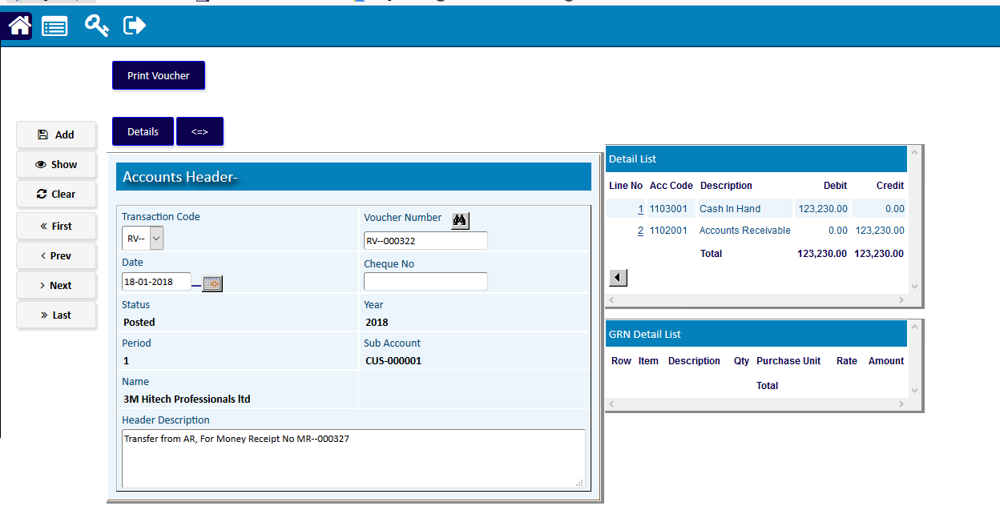 Print Voucher
Details <=>
Add
Show
Clear
First
Prev
Next
Last
Accounts Header-
Transaction Code
RV--
Voucher Number
RV--000322
Date
18-01-2018
Cheque No
Status
Posted
Year
2018
Period
1
Sub Account
CUS-000001
Name
3M Hitech Professionals ltd
Header Description
Transfer from AR, For Money Receipt No MR--000327
Detail List
Line No Acc Code Description Debit Credit
1 1103001 Cash In Hand 123,230.00 0.00
2 1102001 Accounts Receivable 0.00 123,230.00
Total 123,230.00 123,230.00
GRN Detail List
Row Item Description Qty Purchase Unit Rate Amount
Total